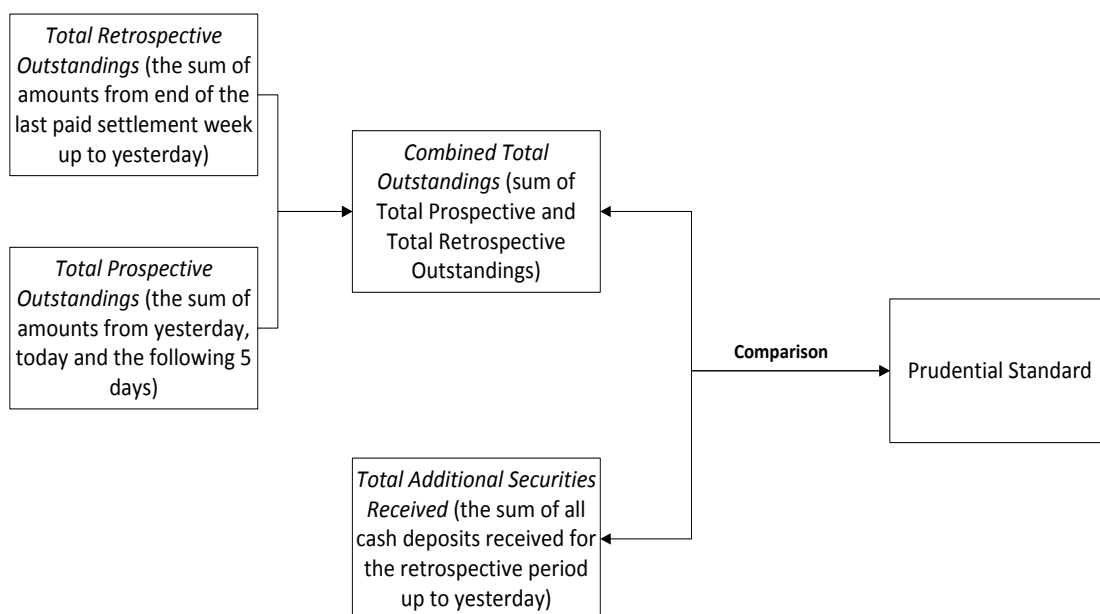 Total Retrospective
Outstandings (the sum of
amounts from end of the
last paid settlement week
up to yesterday)
Combined Total
Outstandings (sum of
Total Prospective and
Total Retrospective
Outstandings)
Total Prospective
Outstandings (the sum of
amounts from yesterday,
today and the following 5
days)
Comparison
Prudential Standard
Total Additional Securities
Received (the sum of all
cash deposits received for
the retrospective period
up to yesterday)